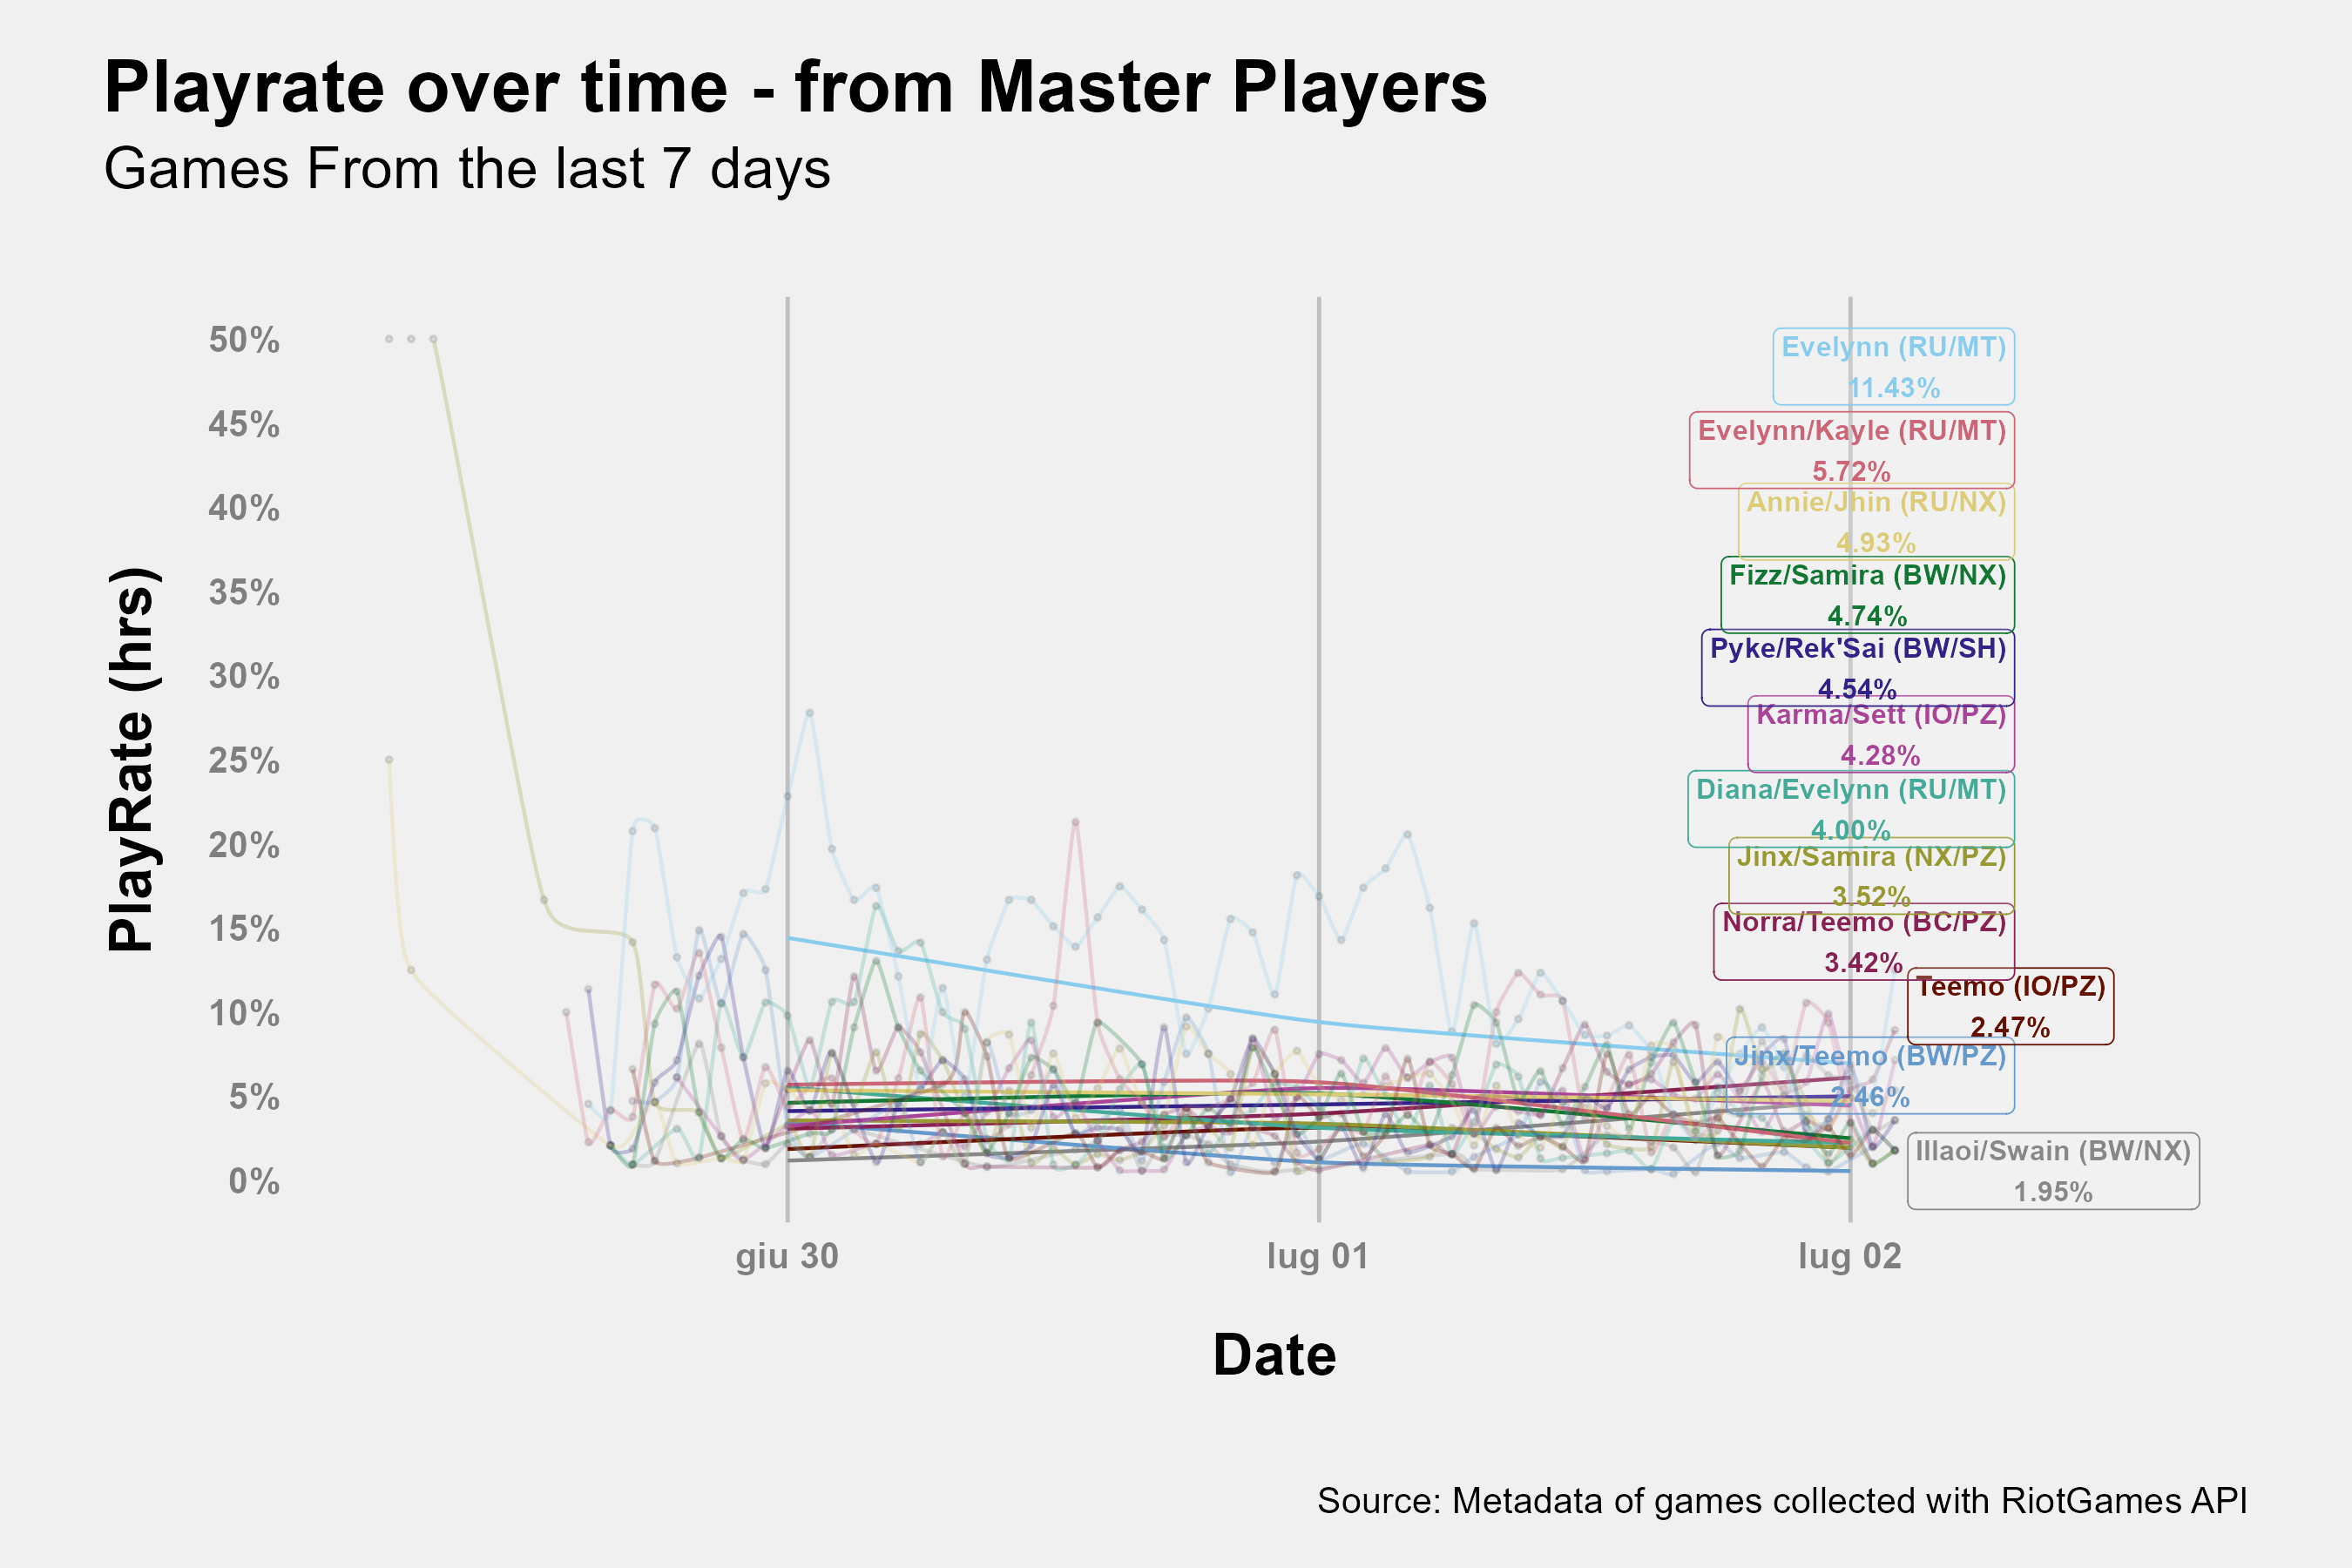 Playrate over time - from Master Players
Games From the last 7 days
PlayRate (hrs)
50%
45%
40%
35%
30%
25%
20%
15%
10%
5%
0%
Evelynn (RU/MT)
11.43%
Evelynn/Kayle (RU/MT)
5.72%
Annie/Jhin (RU/NX)
4.93%
Fizz/Samira (BW/NX)
4.74%
Pyke/Rek'Sai (BW/SH)
4.54%
Karma/Sett (IO/PZ)
4.28%
Diana/Evelynn (RU/MT)
4.00%
Jinx/Samira (NX/PZ)
3.52%
Norra/Teemo (BC/PZ)
3.42%
Teemo (IO/PZ)
2.47%
Jinx/Teemo (BW/PZ)
2.46%
Illaoi/Swain (BW/NX)
1.95%
giu 30
lug 01
lug 02
Date
Source: Metadata of games collected with RiotGames API